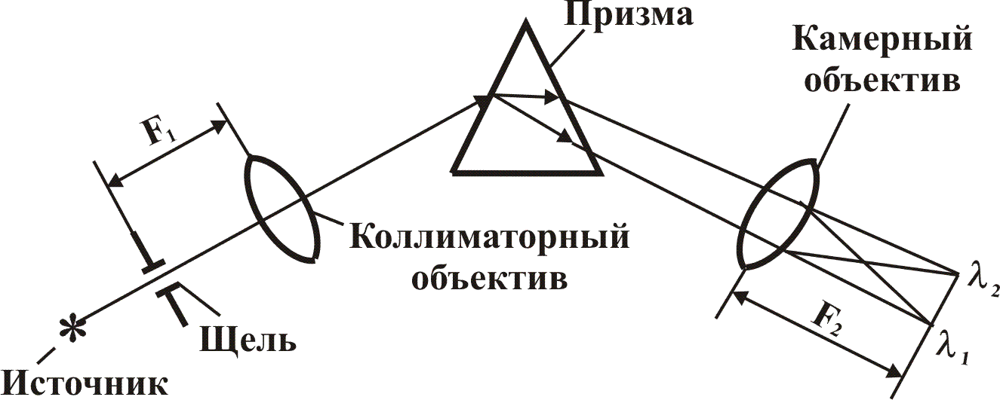 Призма
Камерный
объектив
F₁
Коллиматорный
объектив
λ₂
F₂
Щель
λ₁
Источник